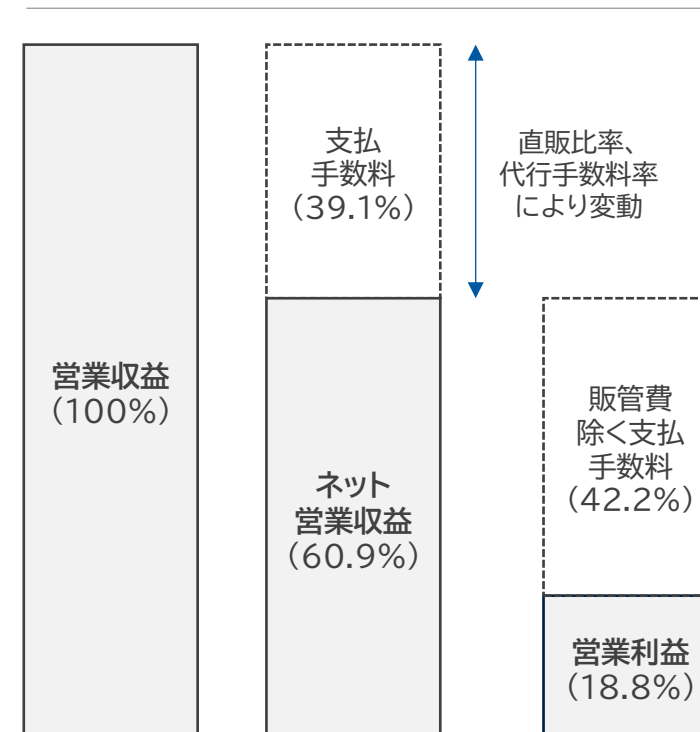 営業収益
(100%)
支払
手数料
(39.1%)
ネット
営業収益
(60.9%)
直販比率、
代行手数料率
により変動
販管費
除く支払
手数料
(42.2%)
営業利益
(18.8%)